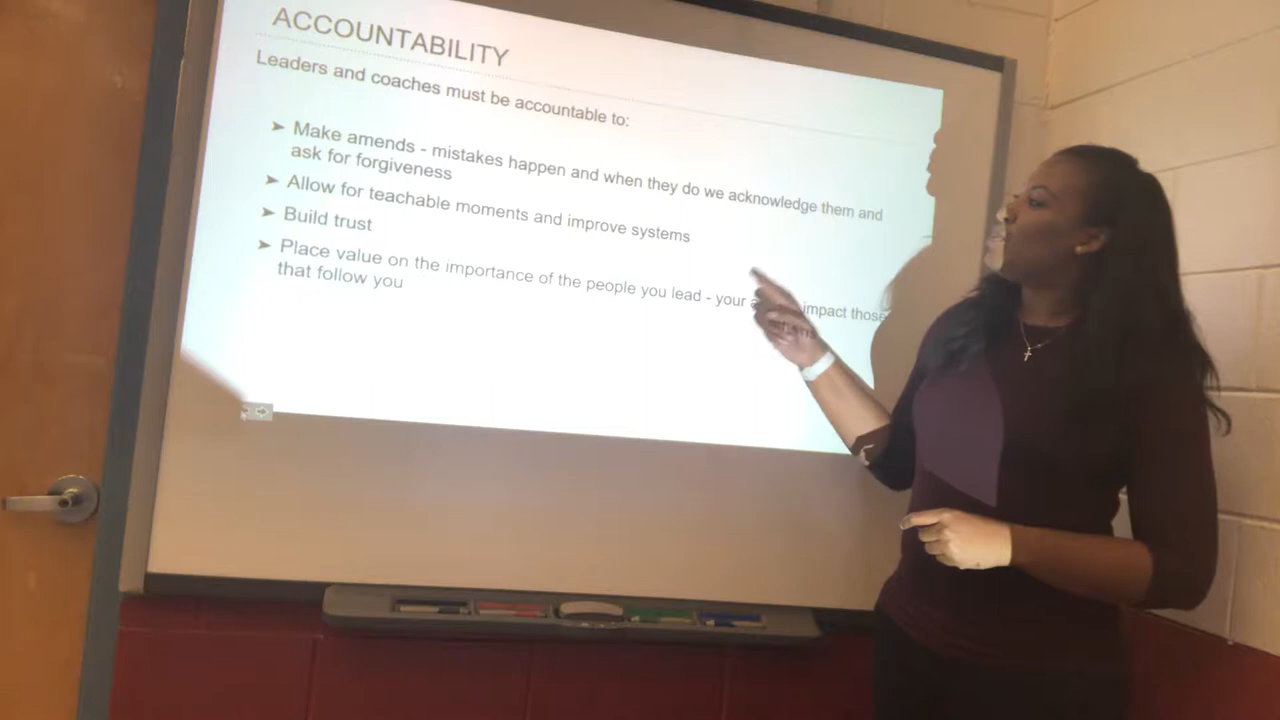 ACCOUNTABILITY
Leaders and coaches must be accountable to:
➤ Make amends - mistakes happen and when they do we acknowledge them and
ask for forgiveness
➤ Allow for teachable moments and improve systems
➤ Build trust
➤ Place value on the importance of the people you lead - your impact those
that follow you